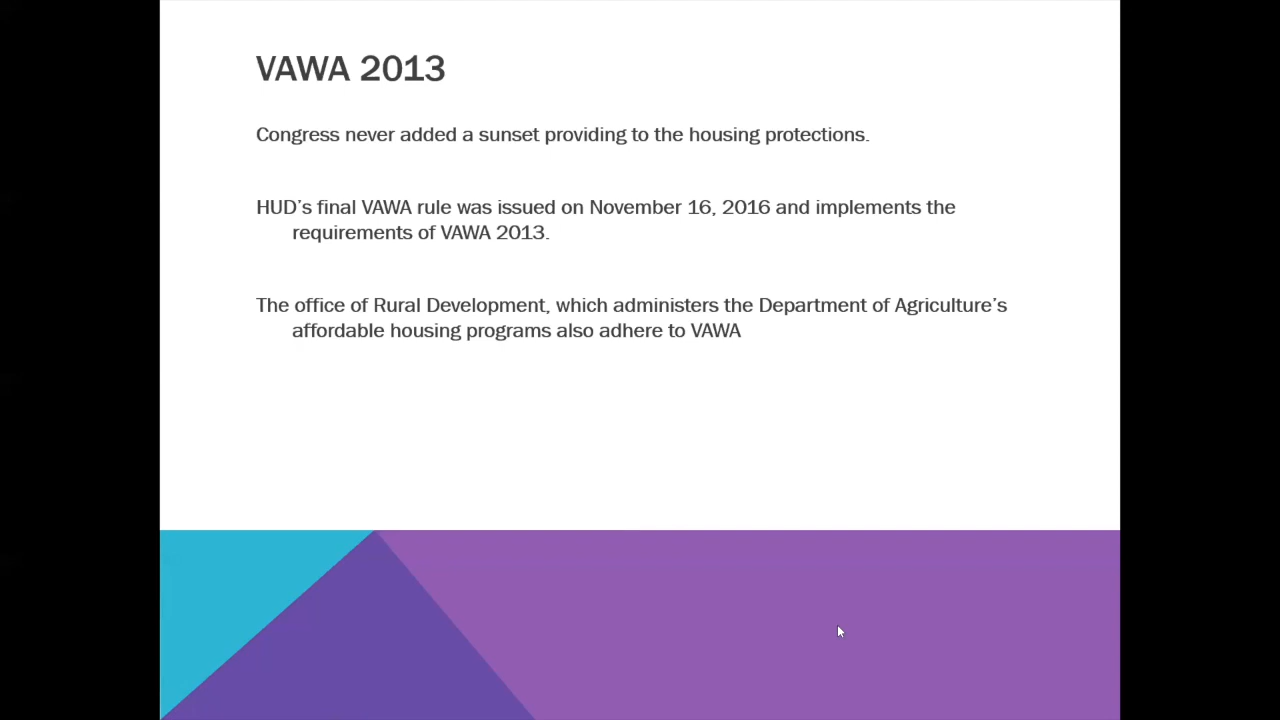 VAWA 2013
Congress never added a sunset providing to the housing protections.
HUD’s final VAWA rule was issued on November 16, 2016 and implements the
requirements of VAWA 2013.
The office of Rural Development, which administers the Department of Agriculture’s
affordable housing programs also adhere to VAWA